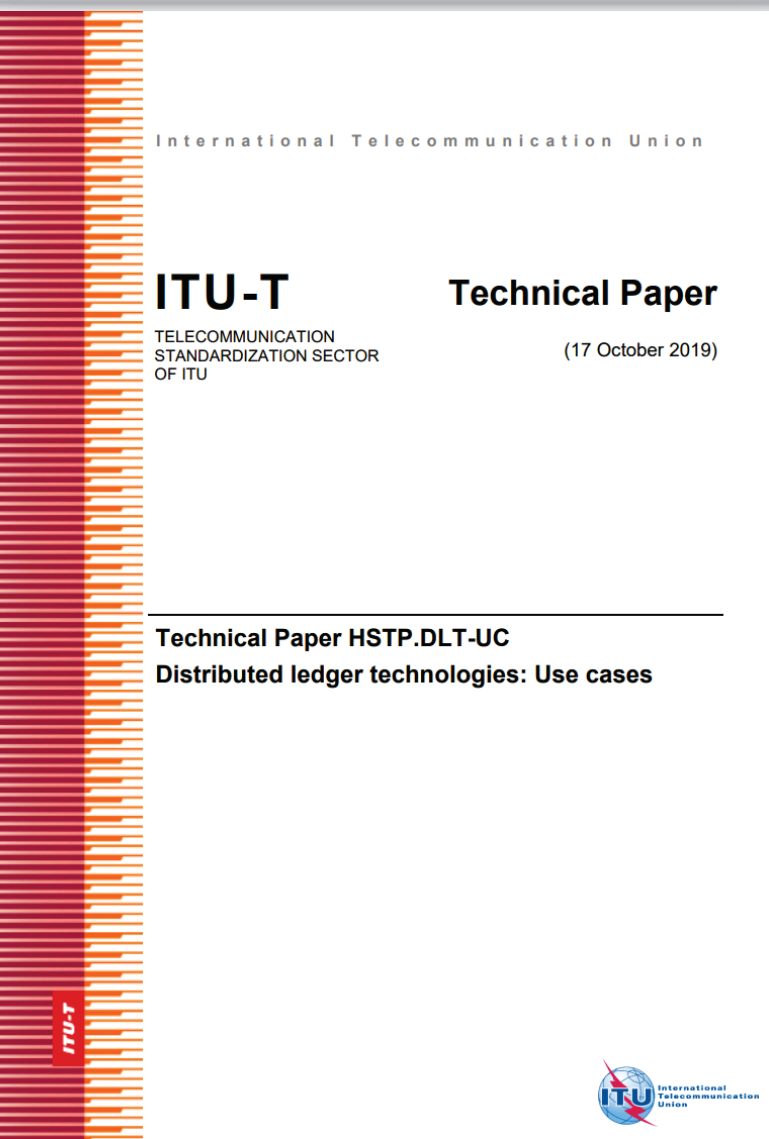 International Telecommunication Union
ITU-T
TELECOMMUNICATION
STANDARDIZATION SECTOR
OF ITU
Technical Paper
(17 October 2019)
Technical Paper HSTP.DLT-UC
Distributed ledger technologies: Use cases
ITU-T
ITU
International
Telecommunication
Union